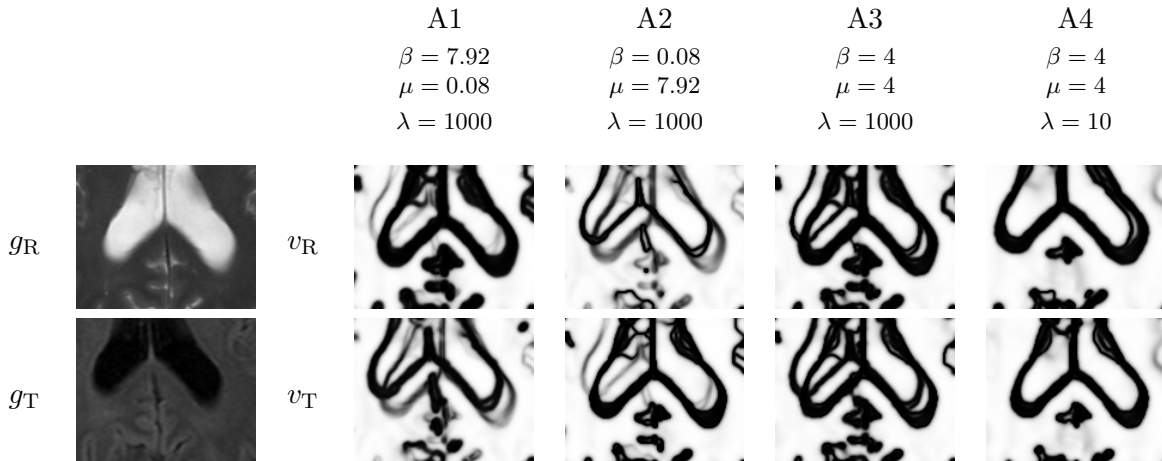 A1 A2 A3 A4
β = 7.92 β = 0.08 β = 4 β = 4
μ = 0.08 μ = 7.92 μ = 4 μ = 4
λ = 1000 λ = 1000 λ = 1000 λ = 10
g_R v_R
g_T v_T